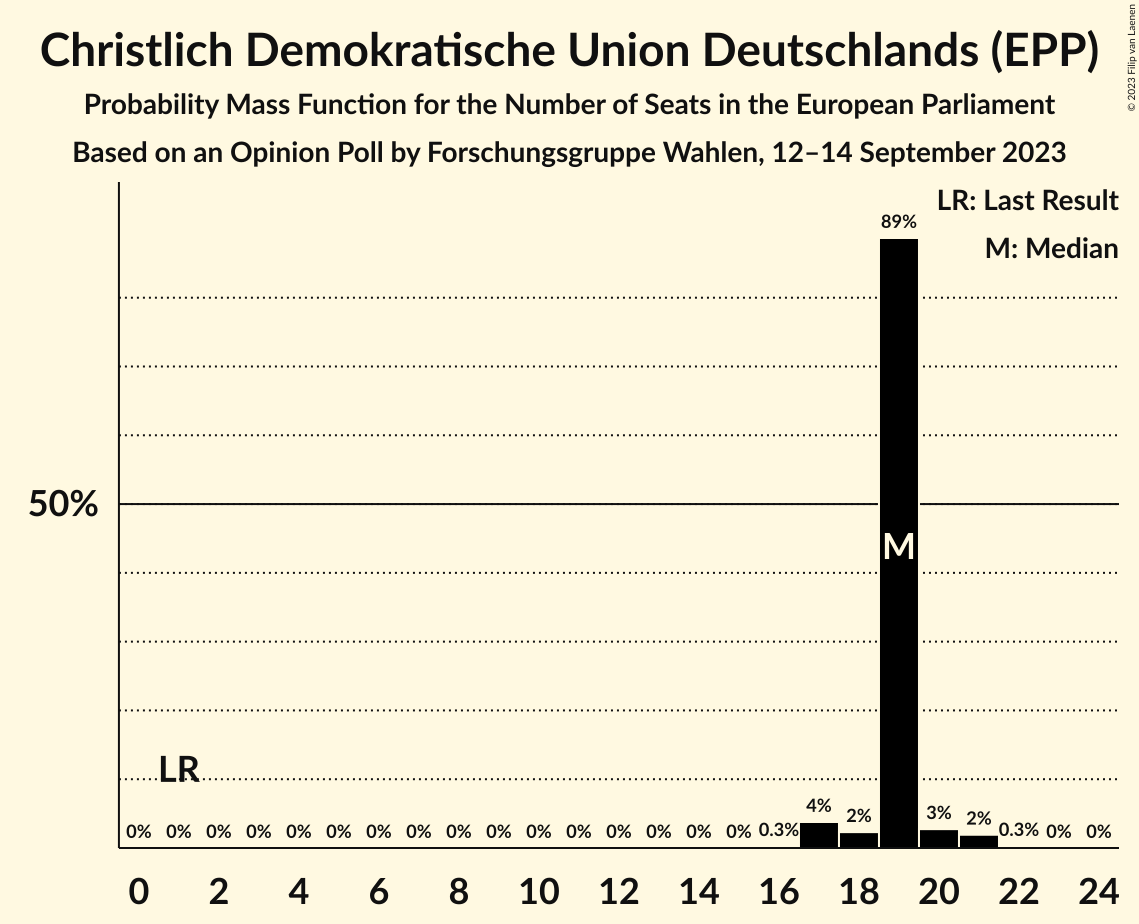 Christlich Demokratische Union Deutschlands (EPP)
Probability Mass Function for the Number of Seats in the European Parliament
Based on an Opinion Poll by Forschungsgruppe Wahlen, 12–14 September 2023
© 2023 Filip van Laenen
LR: Last Result
M: Median
89%
50%
M
LR
0% 0% 0% 0% 0% 0% 0% 0% 0% 0% 0% 0% 0% 0% 0% 0% 0.3% 4% 2% 3% 2% 0.3% 0% 0%
0 2 4 6 8 10 12 14 16 18 20 22 24